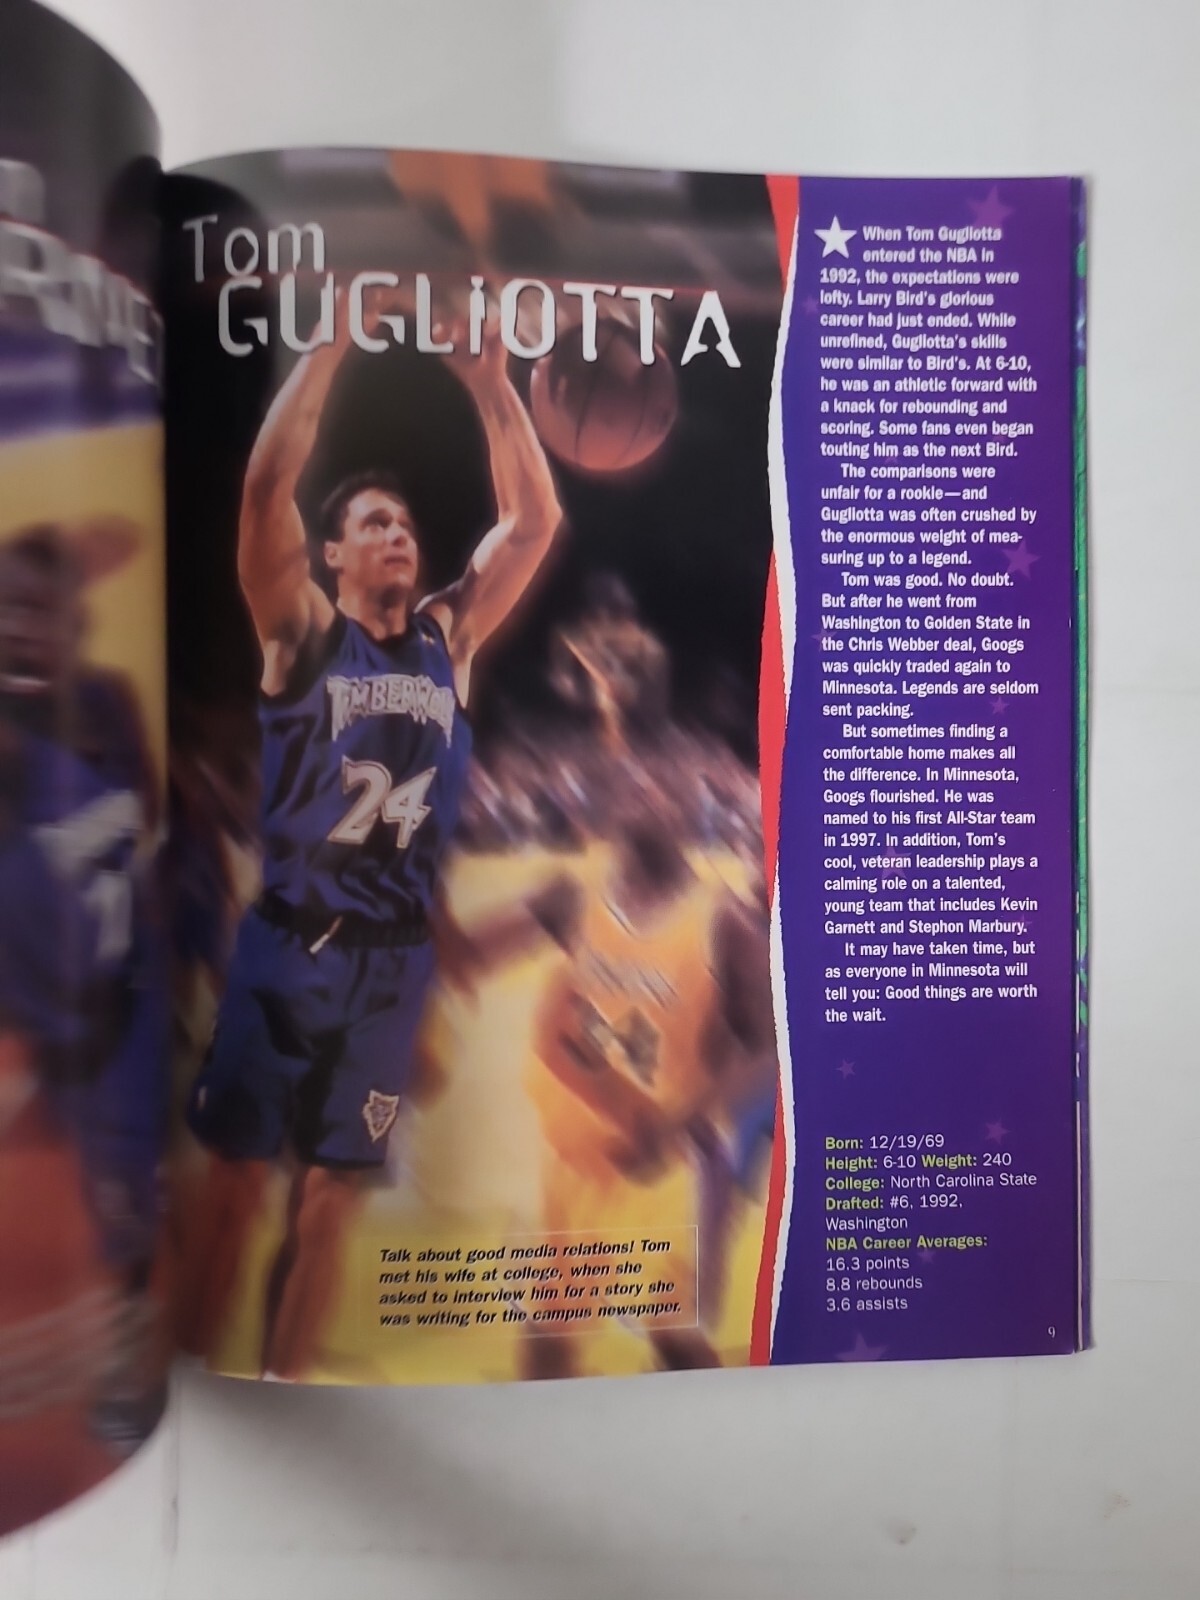 Tom
GUGLiOTTA
When Tom Gugliotta
entered the NBA in
1992, the expectations were
lofty. Larry Bird's glorious
career had just ended. While
unrefined, Gugliotta's skills
were similar to Bird's. At 6-10,
he was an athletic forward with
a knack for rebounding and
scoring. Some fans even began
touting him as the next Bird.
The comparisons were
unfair for a rookie—and
Gugliotta was often crushed by
the enormous weight of mea-
suring up to a legend.
Tom was good. No doubt.
But after he went from
Washington to Golden State in
the Chris Webber deal, Googs
was quickly traded again to
Minnesota. Legends are seldom
sent packing.
But sometimes finding a
comfortable home makes all
the difference. In Minnesota,
Googs flourished. He was
named to his first All-Star team
in 1997. In addition, Tom's
cool, veteran leadership plays a
calming role on a talented,
young team that includes Kevin
Garnett and Stephon Marbury.
It may have taken time, but
as everyone in Minnesota will
tell you: Good things are worth
the wait.
Born: 12/19/69
Height: 6-10 Weight: 240
College: North Carolina State
Drafted: #6, 1992,
Washington
NBA Career Averages:
16.3 points
8.8 rebounds
3.6 assists
24
Talk about good media relations! Tom
met his wife at college, when she
asked to interview him for a story she
was writing for the campus newspaper.
9